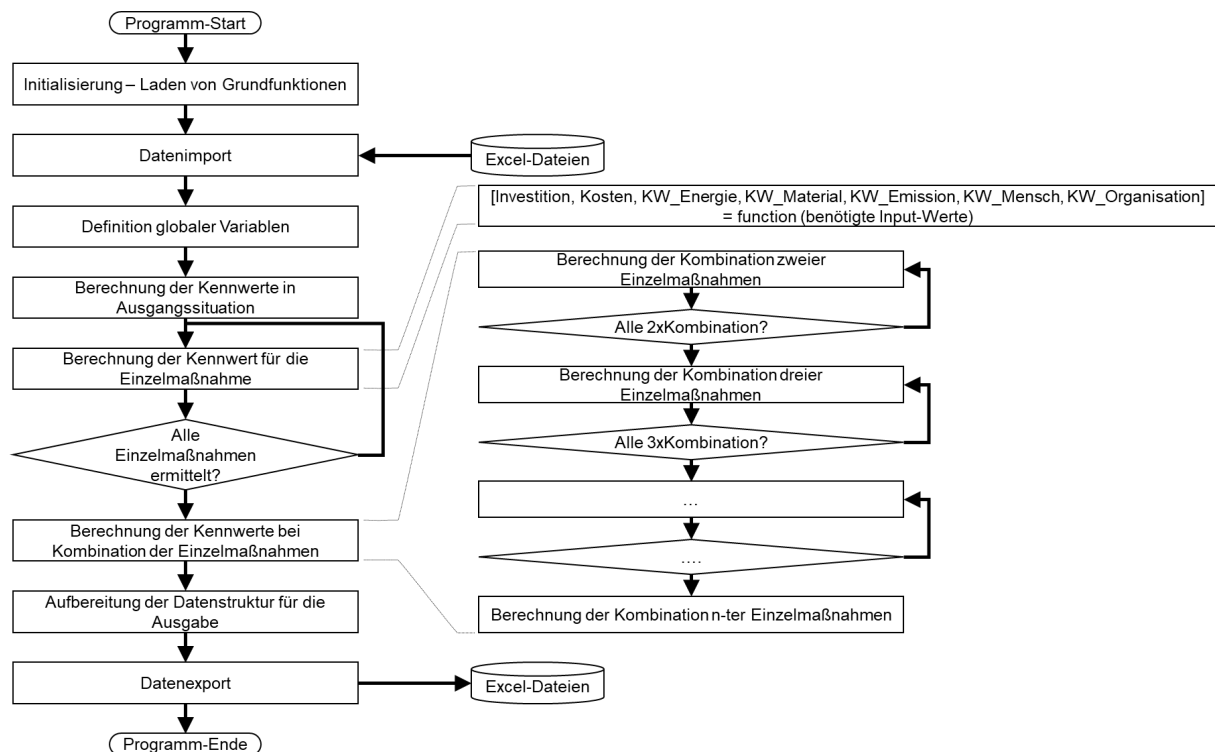 Programm-Start
Initialisierung – Laden von Grundfunktionen
Datenimport
Excel-Dateien
Definition globaler Variablen
Berechnung der Kennwerte in
Ausgangssituation
Berechnung der Kennwert für die
Einzelmaßnahme
Alle
Einzelmaßnahmen
ermittelt?
Berechnung der Kennwerte bei
Kombination der Einzelmaßnahmen
Aufbereitung der Datenstruktur für die
Ausgabe
Datenexport
Excel-Dateien
Programm-Ende
[Investition, Kosten, KW_Energie, KW_Material, KW_Emission, KW_Mensch, KW_Organisation]
= function (benötigte Input-Werte)
Berechnung der Kombination zweier
Einzelmaßnahmen
Alle 2xKombination?
Berechnung der Kombination dreier
Einzelmaßnahmen
Alle 3xKombination?
...
....
Berechnung der Kombination n-ter Einzelmaßnahmen